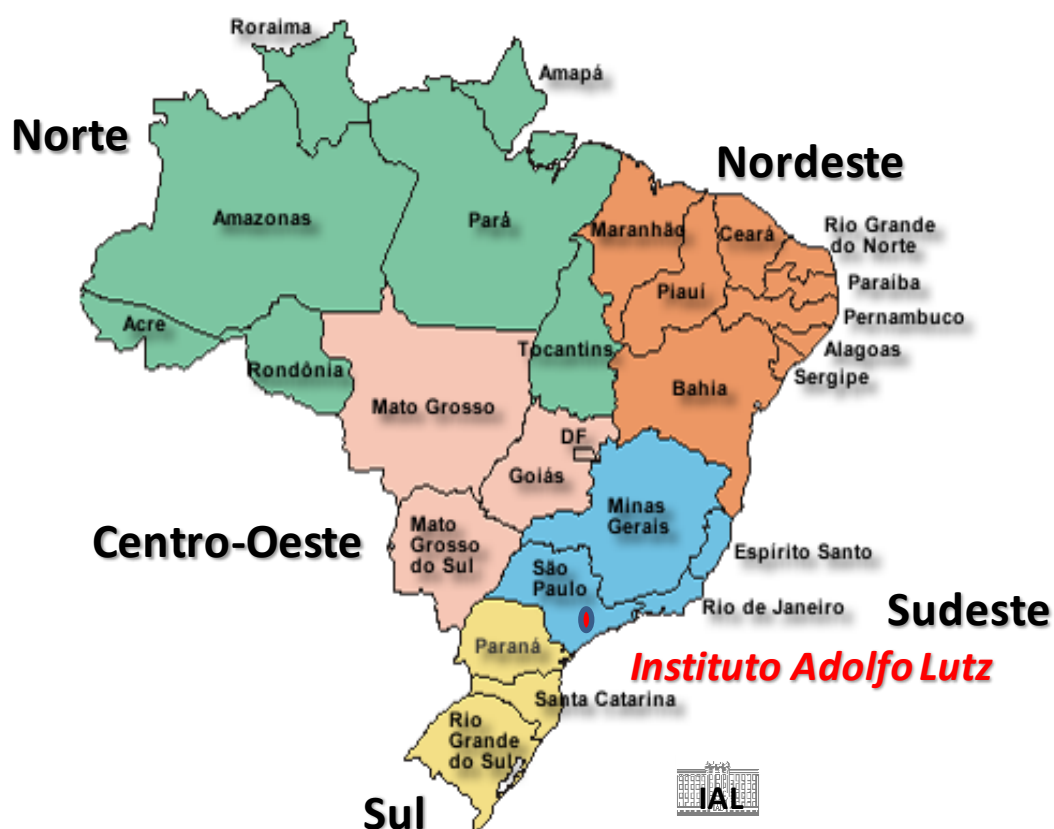 Roraima
Amapá
Norte
Nordeste
Amazonas
Pará
Maranhão
Ceará
Rio Grande
do Norte
Piauí
Paraíba
Pernambuco
Acre
Rondônia
Tocantins
Alagoas
Sergipe
Bahia
Mato Grosso
DF
Goiás
Minas
Gerais
Centro-Oeste
Mato
Grosso
do Sul
Espírito Santo
São
Paulo
Rio de Janeiro
Sudeste
Paraná
Instituto Adolfo Lutz
Santa Catarina
Rio
Grande
do Sul
IAL
Sul